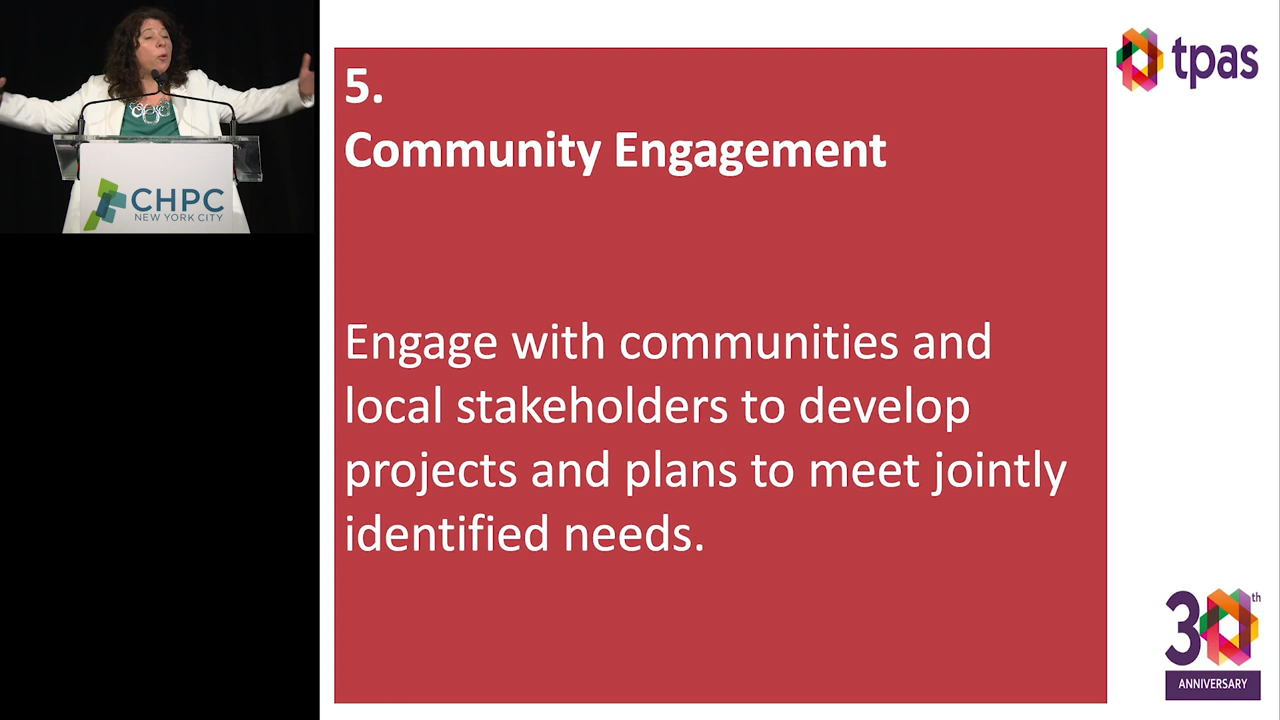 CHPC
NEW YORK CITY
5.
Community Engagement
Engage with communities and
local stakeholders to develop
projects and plans to meet jointly
identified needs.
tpas
30th
ANNIVERSARY